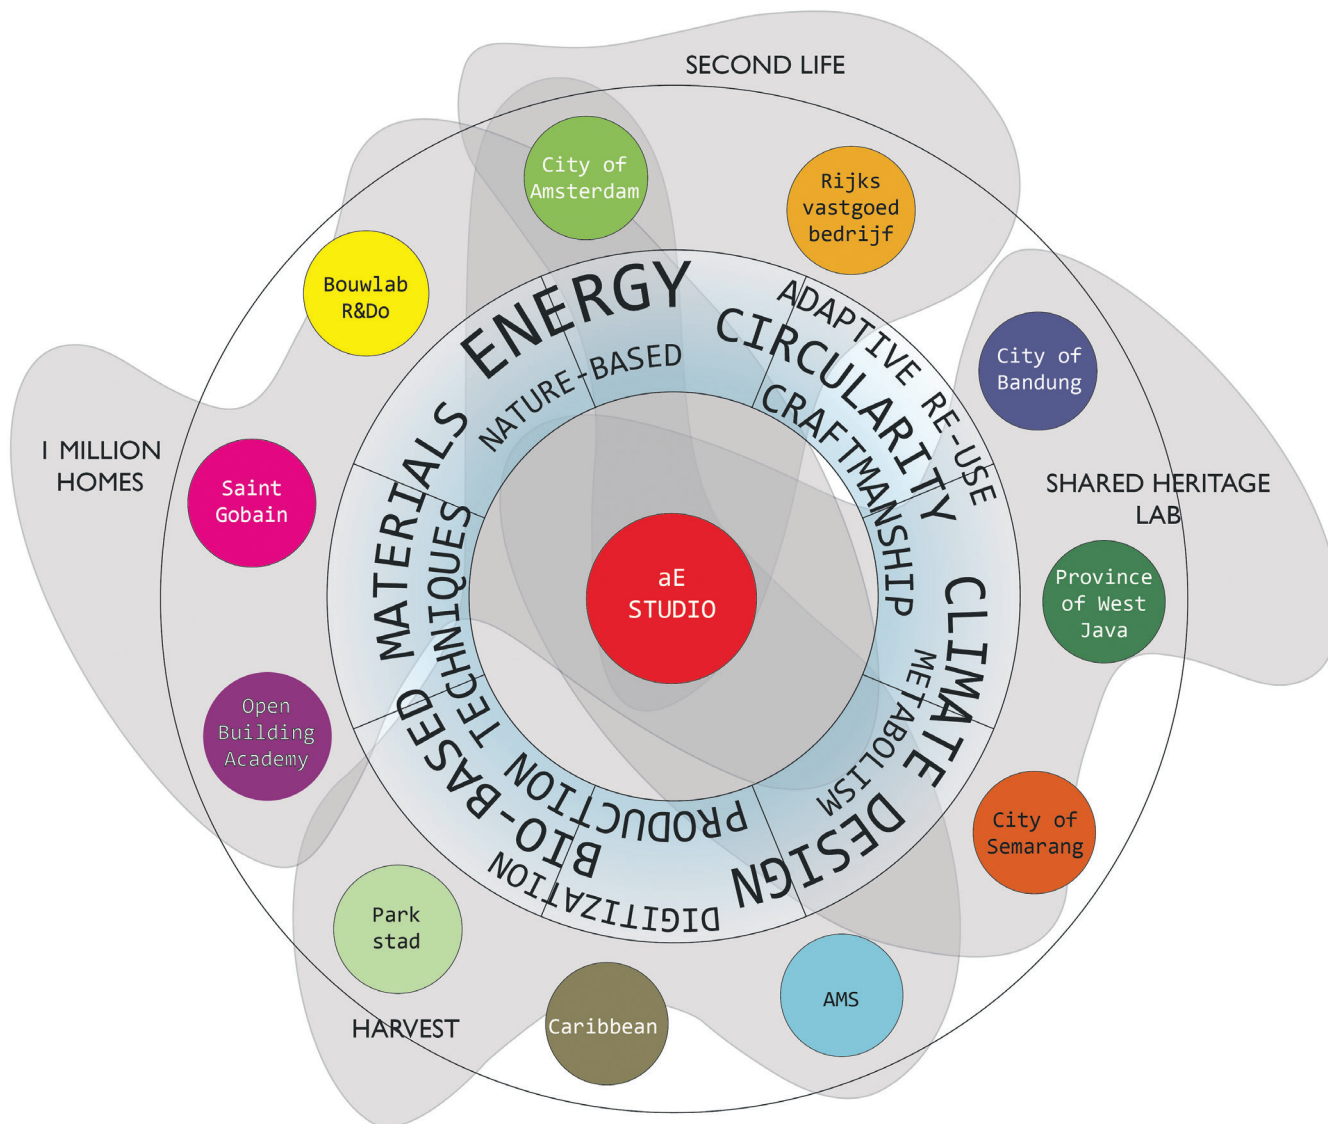 SECOND LIFE
City of
Amsterdam
Rijks
vastgoed
bedrijf
Bouwlab
R&Do
City of
Bandung
1 MILLION
HOMES
Saint
Gobain
SHARED HERITAGE
LAB
Province
of West
Java
Open
Building
Academy
City of
Semarang
Park
stad
HARVEST
Caribbean
AMS
ENERGY
NATURE-BASED
ADAPTIVE RE-USE
CIRCULARITY
CRAFTMANSHIP
CLIMATE DESIGN
METABOLISM
MATERIALS
BIO-BASED
PRODUCTION TECHNIQUES
DIGITIZATION
aE
STUDIO